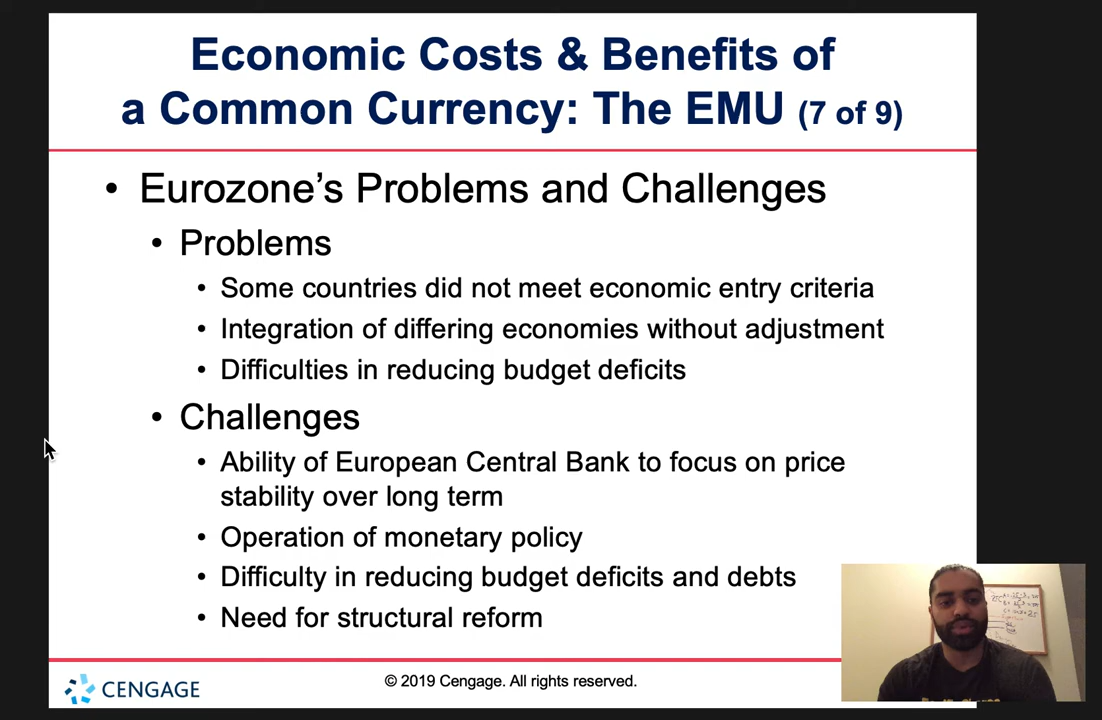 Economic Costs & Benefits of
a Common Currency: The EMU (7 of 9)
• Eurozone’s Problems and Challenges
• Problems
• Some countries did not meet economic entry criteria
• Integration of differing economies without adjustment
• Difficulties in reducing budget deficits
• Challenges
• Ability of European Central Bank to focus on price
stability over long term
• Operation of monetary policy
• Difficulty in reducing budget deficits and debts
• Need for structural reform
CENGAGE
© 2019 Cengage. All rights reserved.